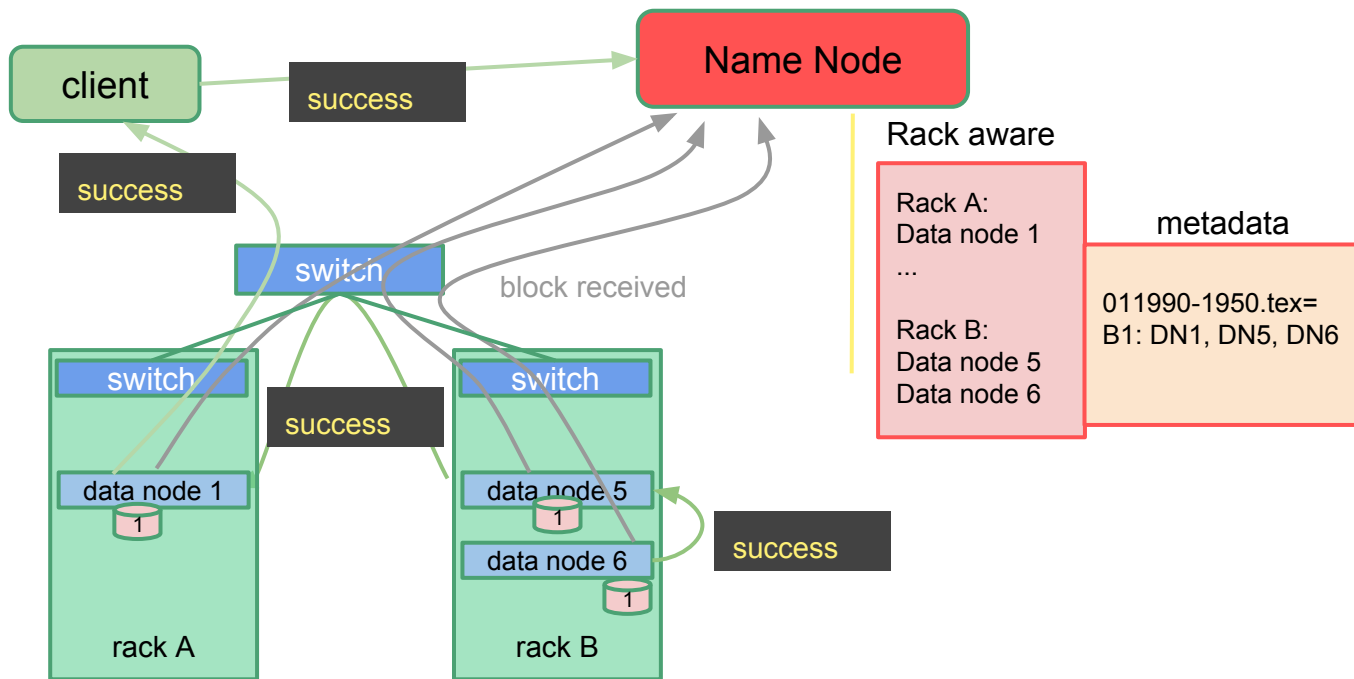 client
Name Node
success
success
Rack aware
Rack A:
Data node 1
...
Rack B:
Data node 5
Data node 6
metadata
011990-1950.tex=
B1: DN1, DN5, DN6
switch
block received
switch
switch
success
data node 1
1
data node 5
1
data node 6
1
success
rack A
rack B